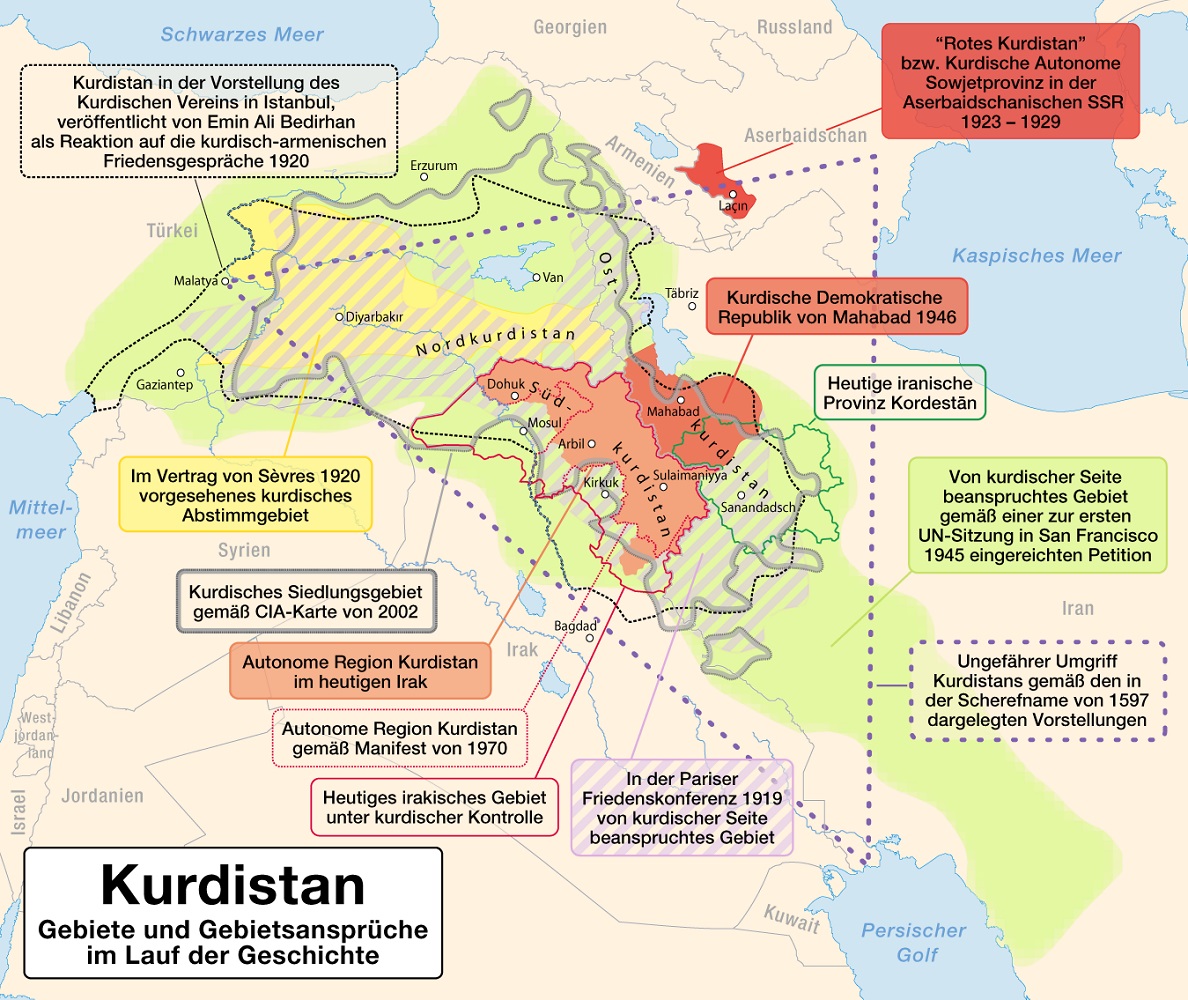 Schwarzes Meer
Georgien
Russland
"Rotes Kurdistan"
bzw. Kurdische Autonome
Sowjetprovinz in der
Aserbaidschanischen SSR
1923 – 1929
Kurdistan in der Vorstellung des
Kurdischen Vereins in Istanbul,
veröffentlicht von Emin Ali Bedirhan
als Reaktion auf die kurdisch-armenischen
Friedensgespräche 1920
Erzurum
Armenien
Aserbaidschan
Laçın
Türkei
Kaspisches Meer
Malatya
Van
Ost-
Täbriz
Diyarbakır
Nordkurdistan
Kurdische Demokratische
Republik von Mahabad 1946
Gaziantep
Dohuk
Süd-
kurdistan
Mahabad
kurdistan
Heutige iranische
Provinz Kordestān
Mosul
Arbil
Kirkuk
Sulaimaniyya
Sanandadsch
Im Vertrag von Sèvres 1920
vorgesehenes kurdisches
Abstimmgebiet
Von kurdischer Seite
beanspruchtes Gebiet
gemäß einer zur ersten
UN-Sitzung in San Francisco
1945 eingereichten Petition
Mittel-
meer
Syrien
Libanon
Kurdisches Siedlungsgebiet
gemäß CIA-Karte von 2002
Bagdad
Irak
Iran
Autonome Region Kurdistan
im heutigen Irak
Ungefährer Umgriff
Kurdistans gemäß den in
der Scherefname von 1597
dargelegten Vorstellungen
West-
jordan-
land
Autonome Region Kurdistan
gemäß Manifest von 1970
Israel
Jordanien
Heutiges irakisches Gebiet
unter kurdischer Kontrolle
In der Pariser
Friedenskonferenz 1919
von kurdischer Seite
beanspruchtes Gebiet
Kurdistan
Gebiete und Gebietsansprüche
im Lauf der Geschichte
Kuwait
Persischer
Golf